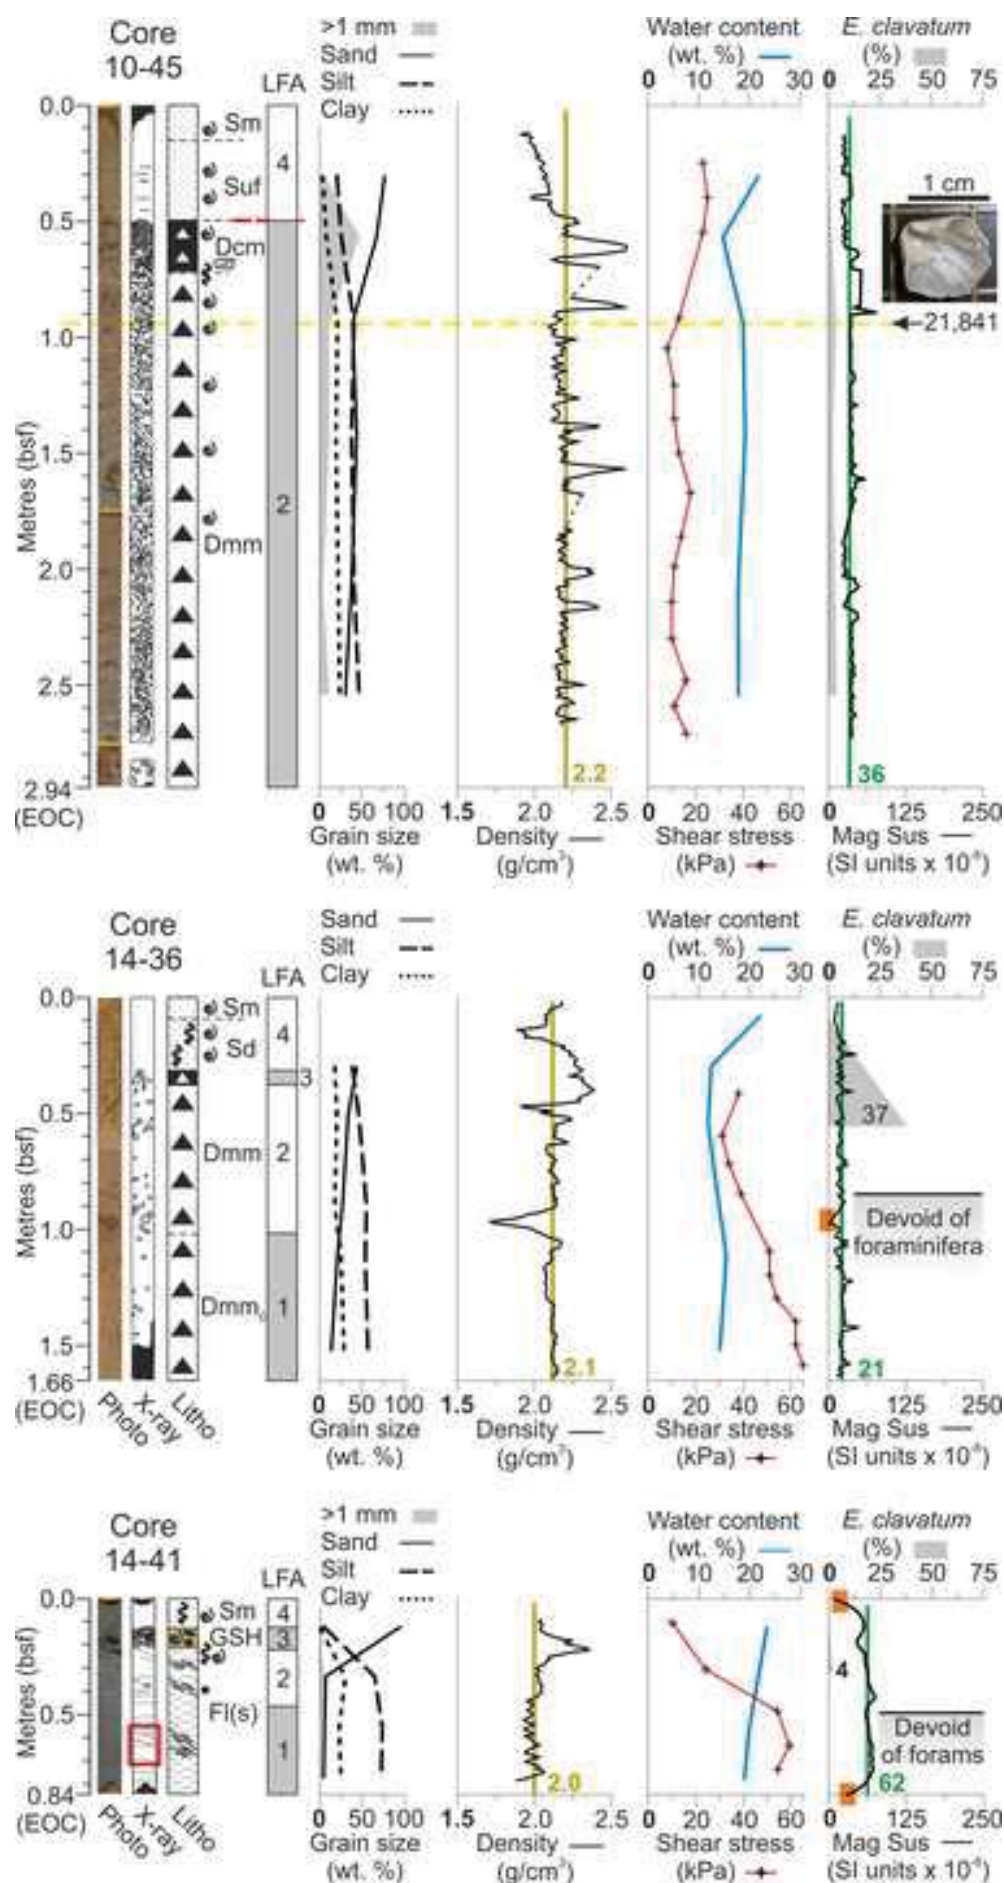 Core
10-45
LFA
>1 mm
Sand
Silt
Clay
Water content
(wt. %)
0 10 20 30
E. clavatum
(%)
0 25 50 75
0.0
0.5
1.0
1.5
2.0
2.5
2.94
(EOC)
Metres (bsf)
Sm
Suf
Dcm
Dmm
4
2
1 cm
21,841
2.2
36
0 50 100
Grain size
(wt. %)
1.5 2.0 2.5
Density
(g/cm³)
0 20 40 60
Shear stress
(kPa)
0 125 250
Mag Sus
(SI units x 10⁻⁸)
Core
14-36
LFA
Sand
Silt
Clay
Water content
(wt. %)
0 10 20 30
E. clavatum
(%)
0 25 50 75
0.0
0.5
1.0
1.5
1.66
(EOC)
Metres (bsf)
Sm
Sd
Dmm
Dmm
4
3
2
1
37
Devoid of
foraminifera
2.1
21
Photo
X-ray
Litho
0 50 100
Grain size
(wt. %)
1.5 2.0 2.5
Density
(g/cm³)
0 20 40 60
Shear stress
(kPa)
0 125 250
Mag Sus
(SI units x 10⁻⁸)
Core
14-41
LFA
>1 mm
Sand
Silt
Clay
Water content
(wt. %)
0 10 20 30
E. clavatum
(%)
0 25 50 75
0.0
0.5
0.84
(EOC)
Metres (bsf)
Sm
GSH
Fl(s)
4
3
2
1
4
Devoid
of forams
2.0
62
Photo
X-ray
Litho
0 50 100
Grain size
(wt. %)
1.5 2.0 2.5
Density
(g/cm³)
0 20 40 60
Shear stress
(kPa)
0 125 250
Mag Sus
(SI units x 10⁻⁸)